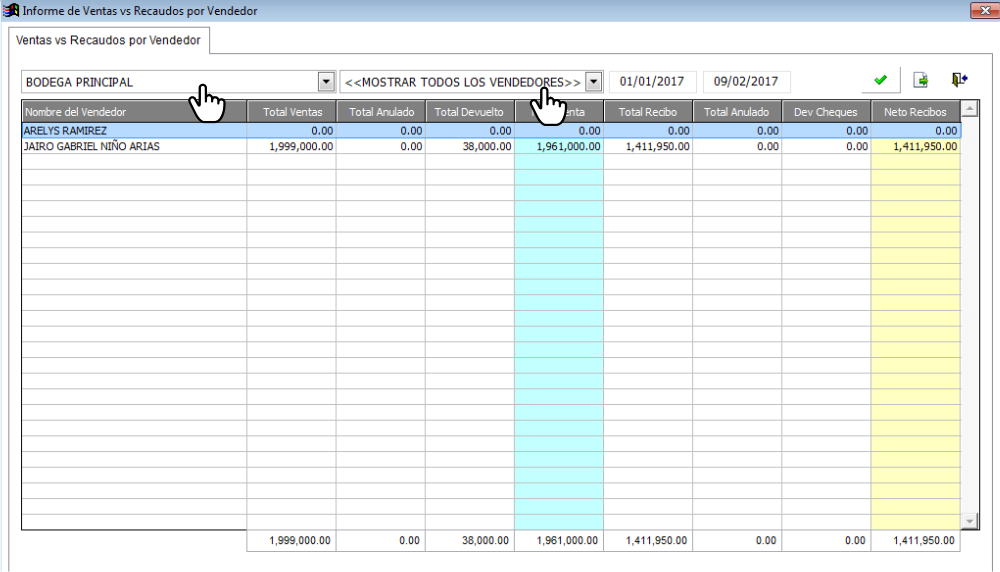 Informe de Ventas vs Recaudos por Vendedor
Ventas vs Recaudos por Vendedor
BODEGA PRINCIPAL <<MOSTRAR TODOS LOS VENDEDORES>> 01/01/2017 09/02/2017
Nombre del Vendedor Total Ventas Total Anulado Total Devuelto Total Recibo Total Anulado Dev Cheques Neto Recibos
ARELYS RAMIREZ 0.00 0.00 0.00 0.00 0.00 0.00 0.00 0.00
JAIRO GABRIEL NIÑO ARIAS 1,999,000.00 0.00 38,000.00 1,961,000.00 1,411,950.00 0.00 0.00 1,411,950.00
1,999,000.00 0.00 38,000.00 1,961,000.00 1,411,950.00 0.00 0.00 1,411,950.00